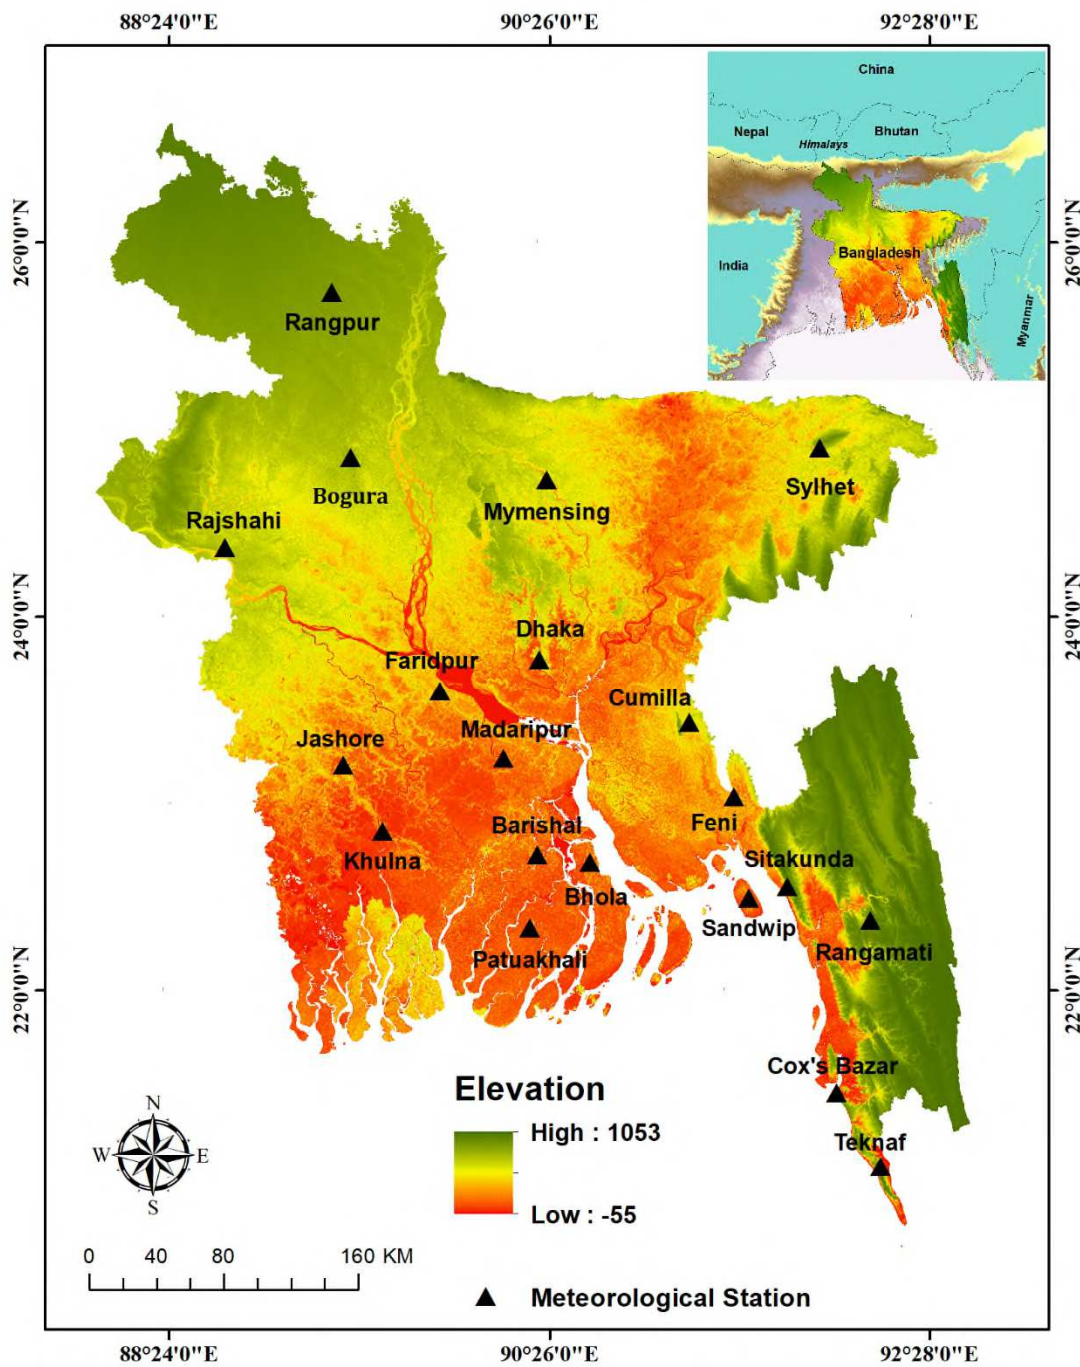 88°24'0"E 90°26'0"E 92°28'0"E
China
Nepal
Bhutan
Himalays
Bangladesh
India
Myanmar
26°0'0"N
26°0'0"N
Rangpur
Bogura
Mymensing
Sylhet
Rajshahi
24°0'0"N
24°0'0"N
Dhaka
Faridpur
Cumilla
Madaripur
Jashore
Feni
Barishal
Khulna
Sitakunda
Bhola
Sandwip
Rangamati
Patuakhali
22°0'0"N
22°0'0"N
Cox's Bazar
Elevation
High : 1053
Teknaf
Low : -55
N
W
E
S
0 40 80 160 KM
Meteorological Station
88°24'0"E 90°26'0"E 92°28'0"E